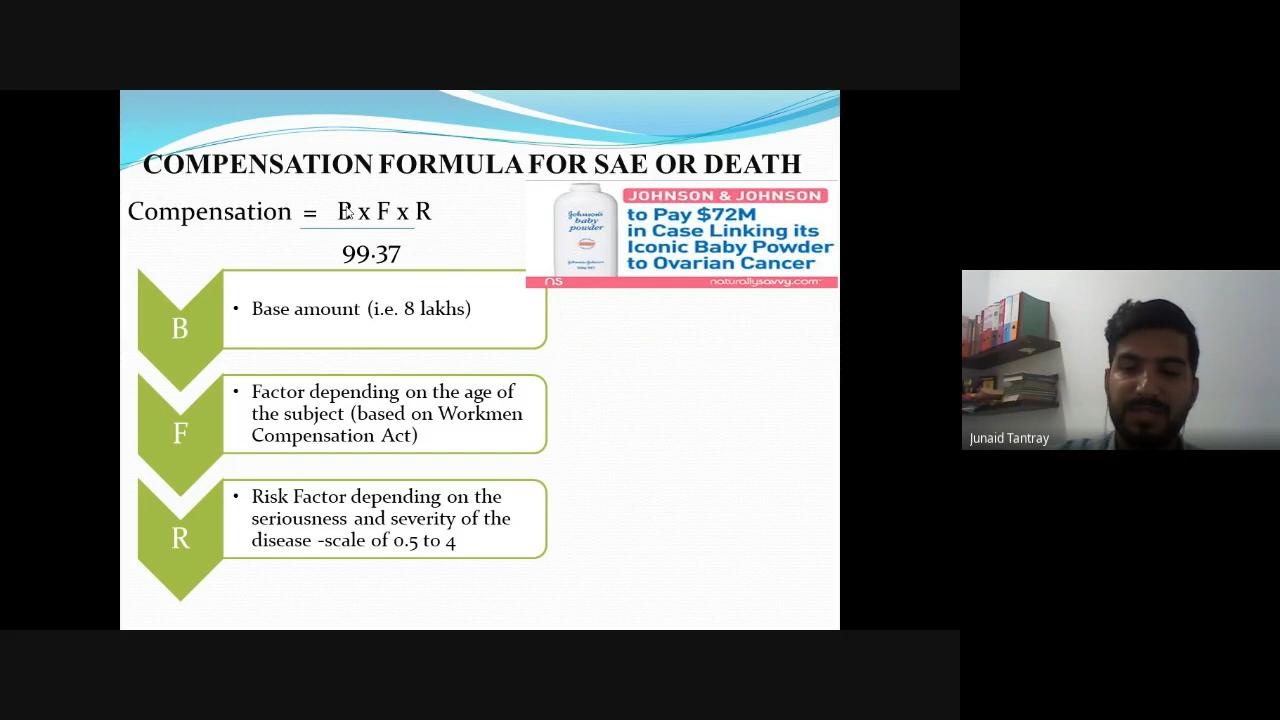 COMPENSATION FORMULA FOR SAE OR DEATH
Compensation = B x F x R
99.37
JOHNSON & JOHNSON
to Pay $72M
in Case Linking its
Iconic Baby Powder
to Ovarian Cancer
Johnson's
baby
powder
ns
naturallysavvy.com
B
• Base amount (i.e. 8 lakhs)
F
• Factor depending on the age of
the subject (based on Workmen
Compensation Act)
R
• Risk Factor depending on the
seriousness and severity of the
disease -scale of 0.5 to 4
Junaid Tantray